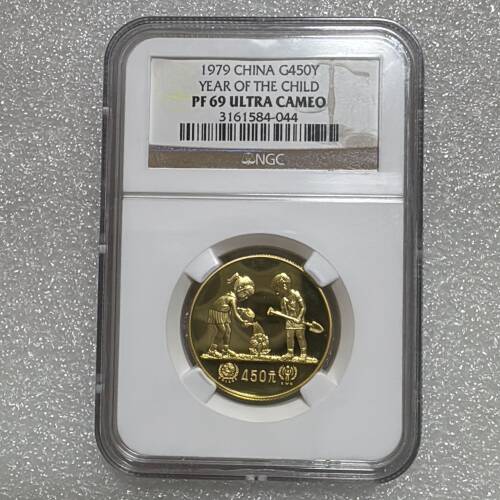 1979 CHINA G450Y
YEAR OF THE CHILD
PF 69 ULTRA CAMEO
3161584-044
NGC
450元